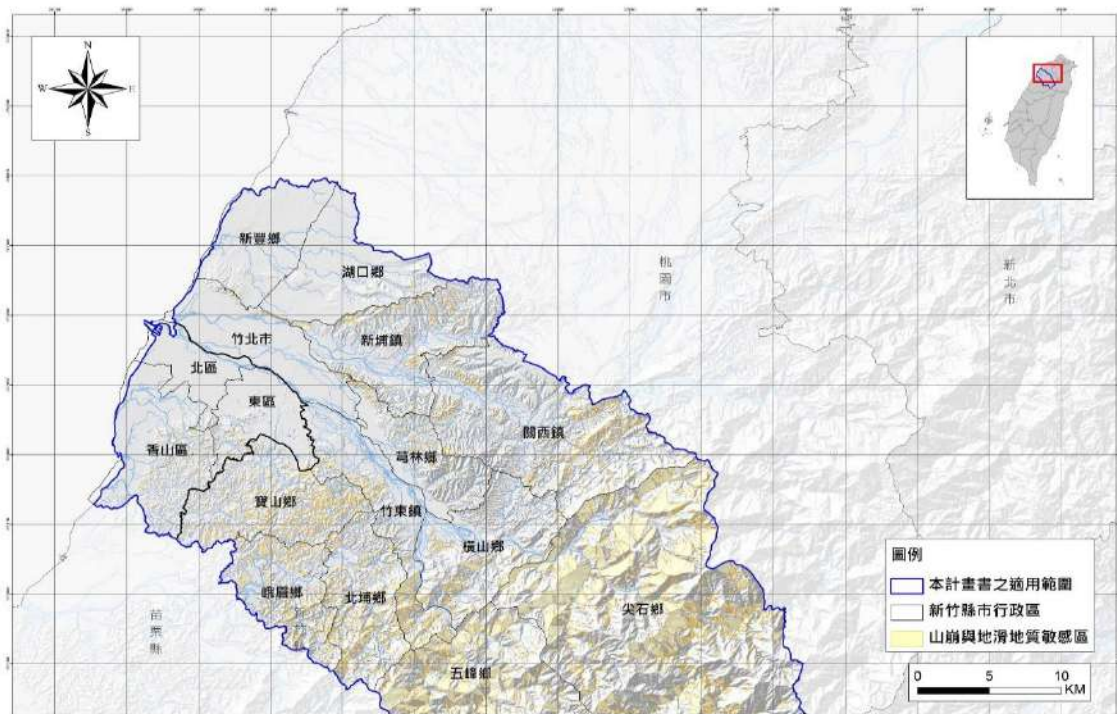 N
W
E
S
新豐鄉
湖口鄉
桃園市
新北市
竹北市
新埔鎮
北區
東區
關西鎮
香山區
芎林鄉
寶山鄉
竹東鎮
橫山鄉
峨眉鄉
北埔鄉
尖石鄉
苗栗縣
五峰鄉
圖例
本計畫書之適用範圍
新竹縣市行政區
山崩與地滑地質敏感區
0 5 10
KM